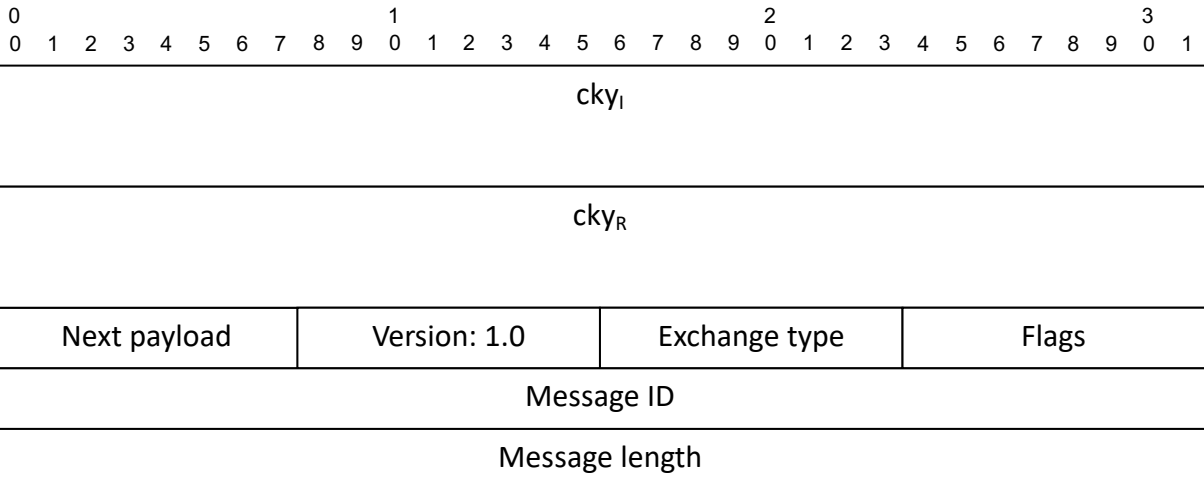 0 1 2 3
0 1 2 3 4 5 6 7 8 9 0 1 2 3 4 5 6 7 8 9 0 1 2 3 4 5 6 7 8 9 0 1
ckyI
ckyR
Next payload Version: 1.0 Exchange type Flags
Message ID
Message length